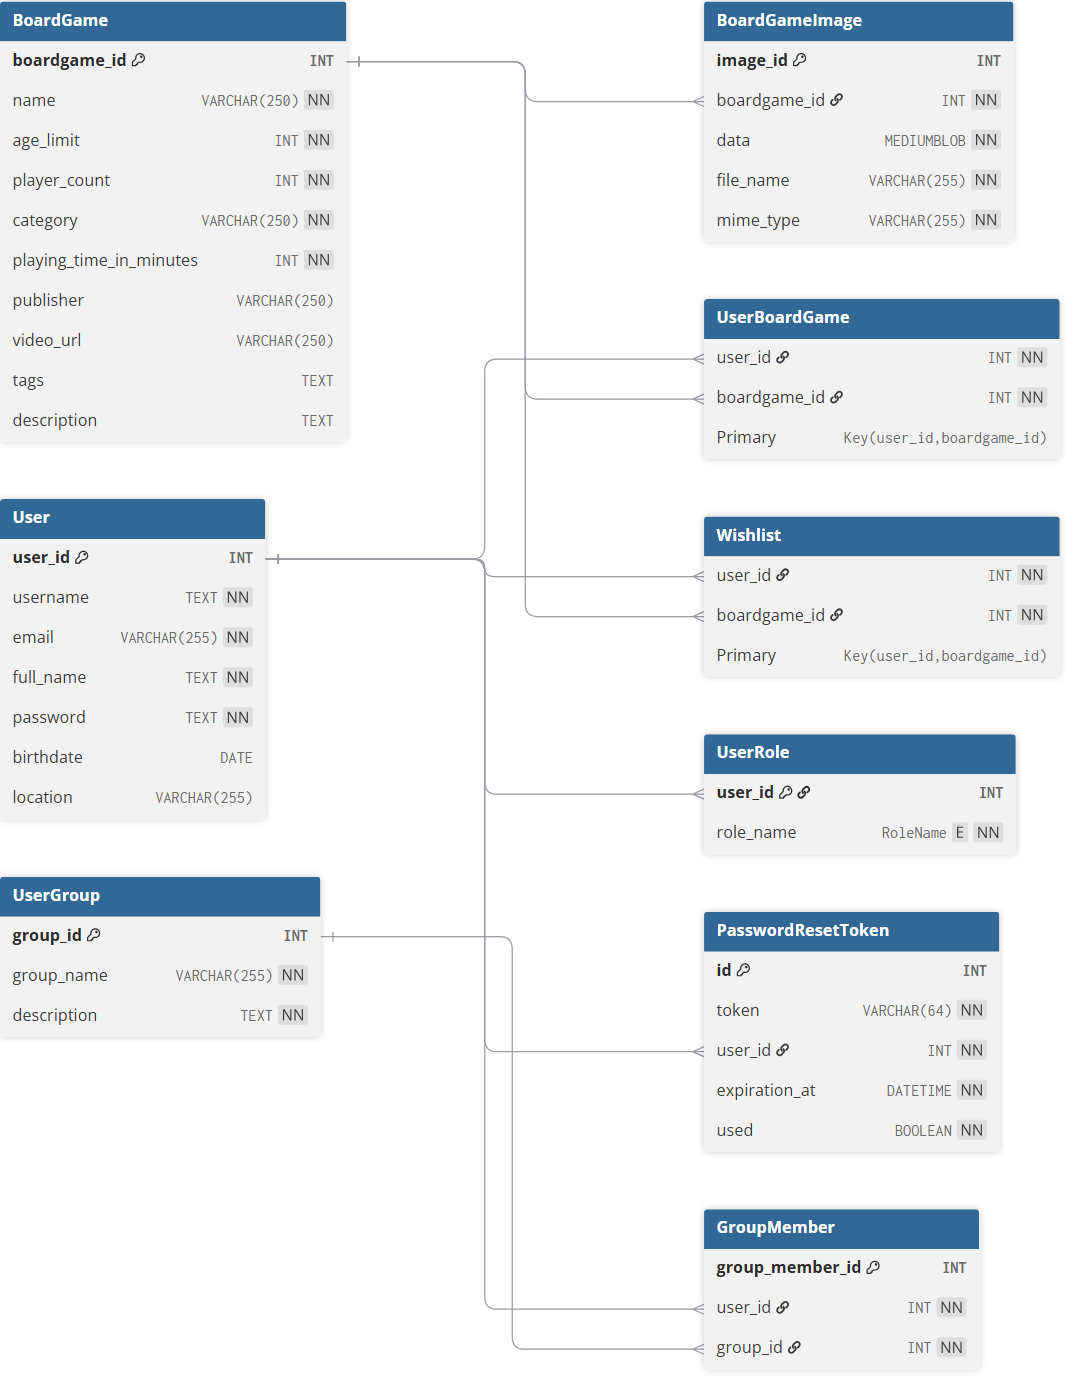 BoardGame
boardgame_id INT
name VARCHAR(250) NN
age_limit INT NN
player_count INT NN
category VARCHAR(250) NN
playing_time_in_minutes INT NN
publisher VARCHAR(250)
video_url VARCHAR(250)
tags TEXT
description TEXT
User
user_id INT
username TEXT NN
email VARCHAR(255) NN
full_name TEXT NN
password TEXT NN
birthdate DATE
location VARCHAR(255)
UserGroup
group_id INT
group_name VARCHAR(255) NN
description TEXT NN
BoardGameImage
image_id INT
boardgame_id INT NN
data MEDIUMBLOB NN
file_name VARCHAR(255) NN
mime_type VARCHAR(255) NN
UserBoardGame
user_id INT NN
boardgame_id INT NN
Primary Key(user_id,boardgame_id)
Wishlist
user_id INT NN
boardgame_id INT NN
Primary Key(user_id,boardgame_id)
UserRole
user_id INT
role_name RoleName E NN
PasswordResetToken
id INT
token VARCHAR(64) NN
user_id INT NN
expiration_at DATETIME NN
used BOOLEAN NN
GroupMember
group_member_id INT
user_id INT NN
group_id INT NN